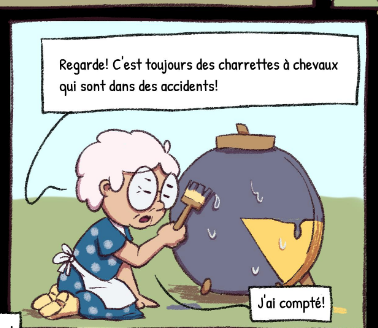 Regarde! C'est toujours des charrettes à chevaux
qui sont dans des accidents!
J'ai compté!